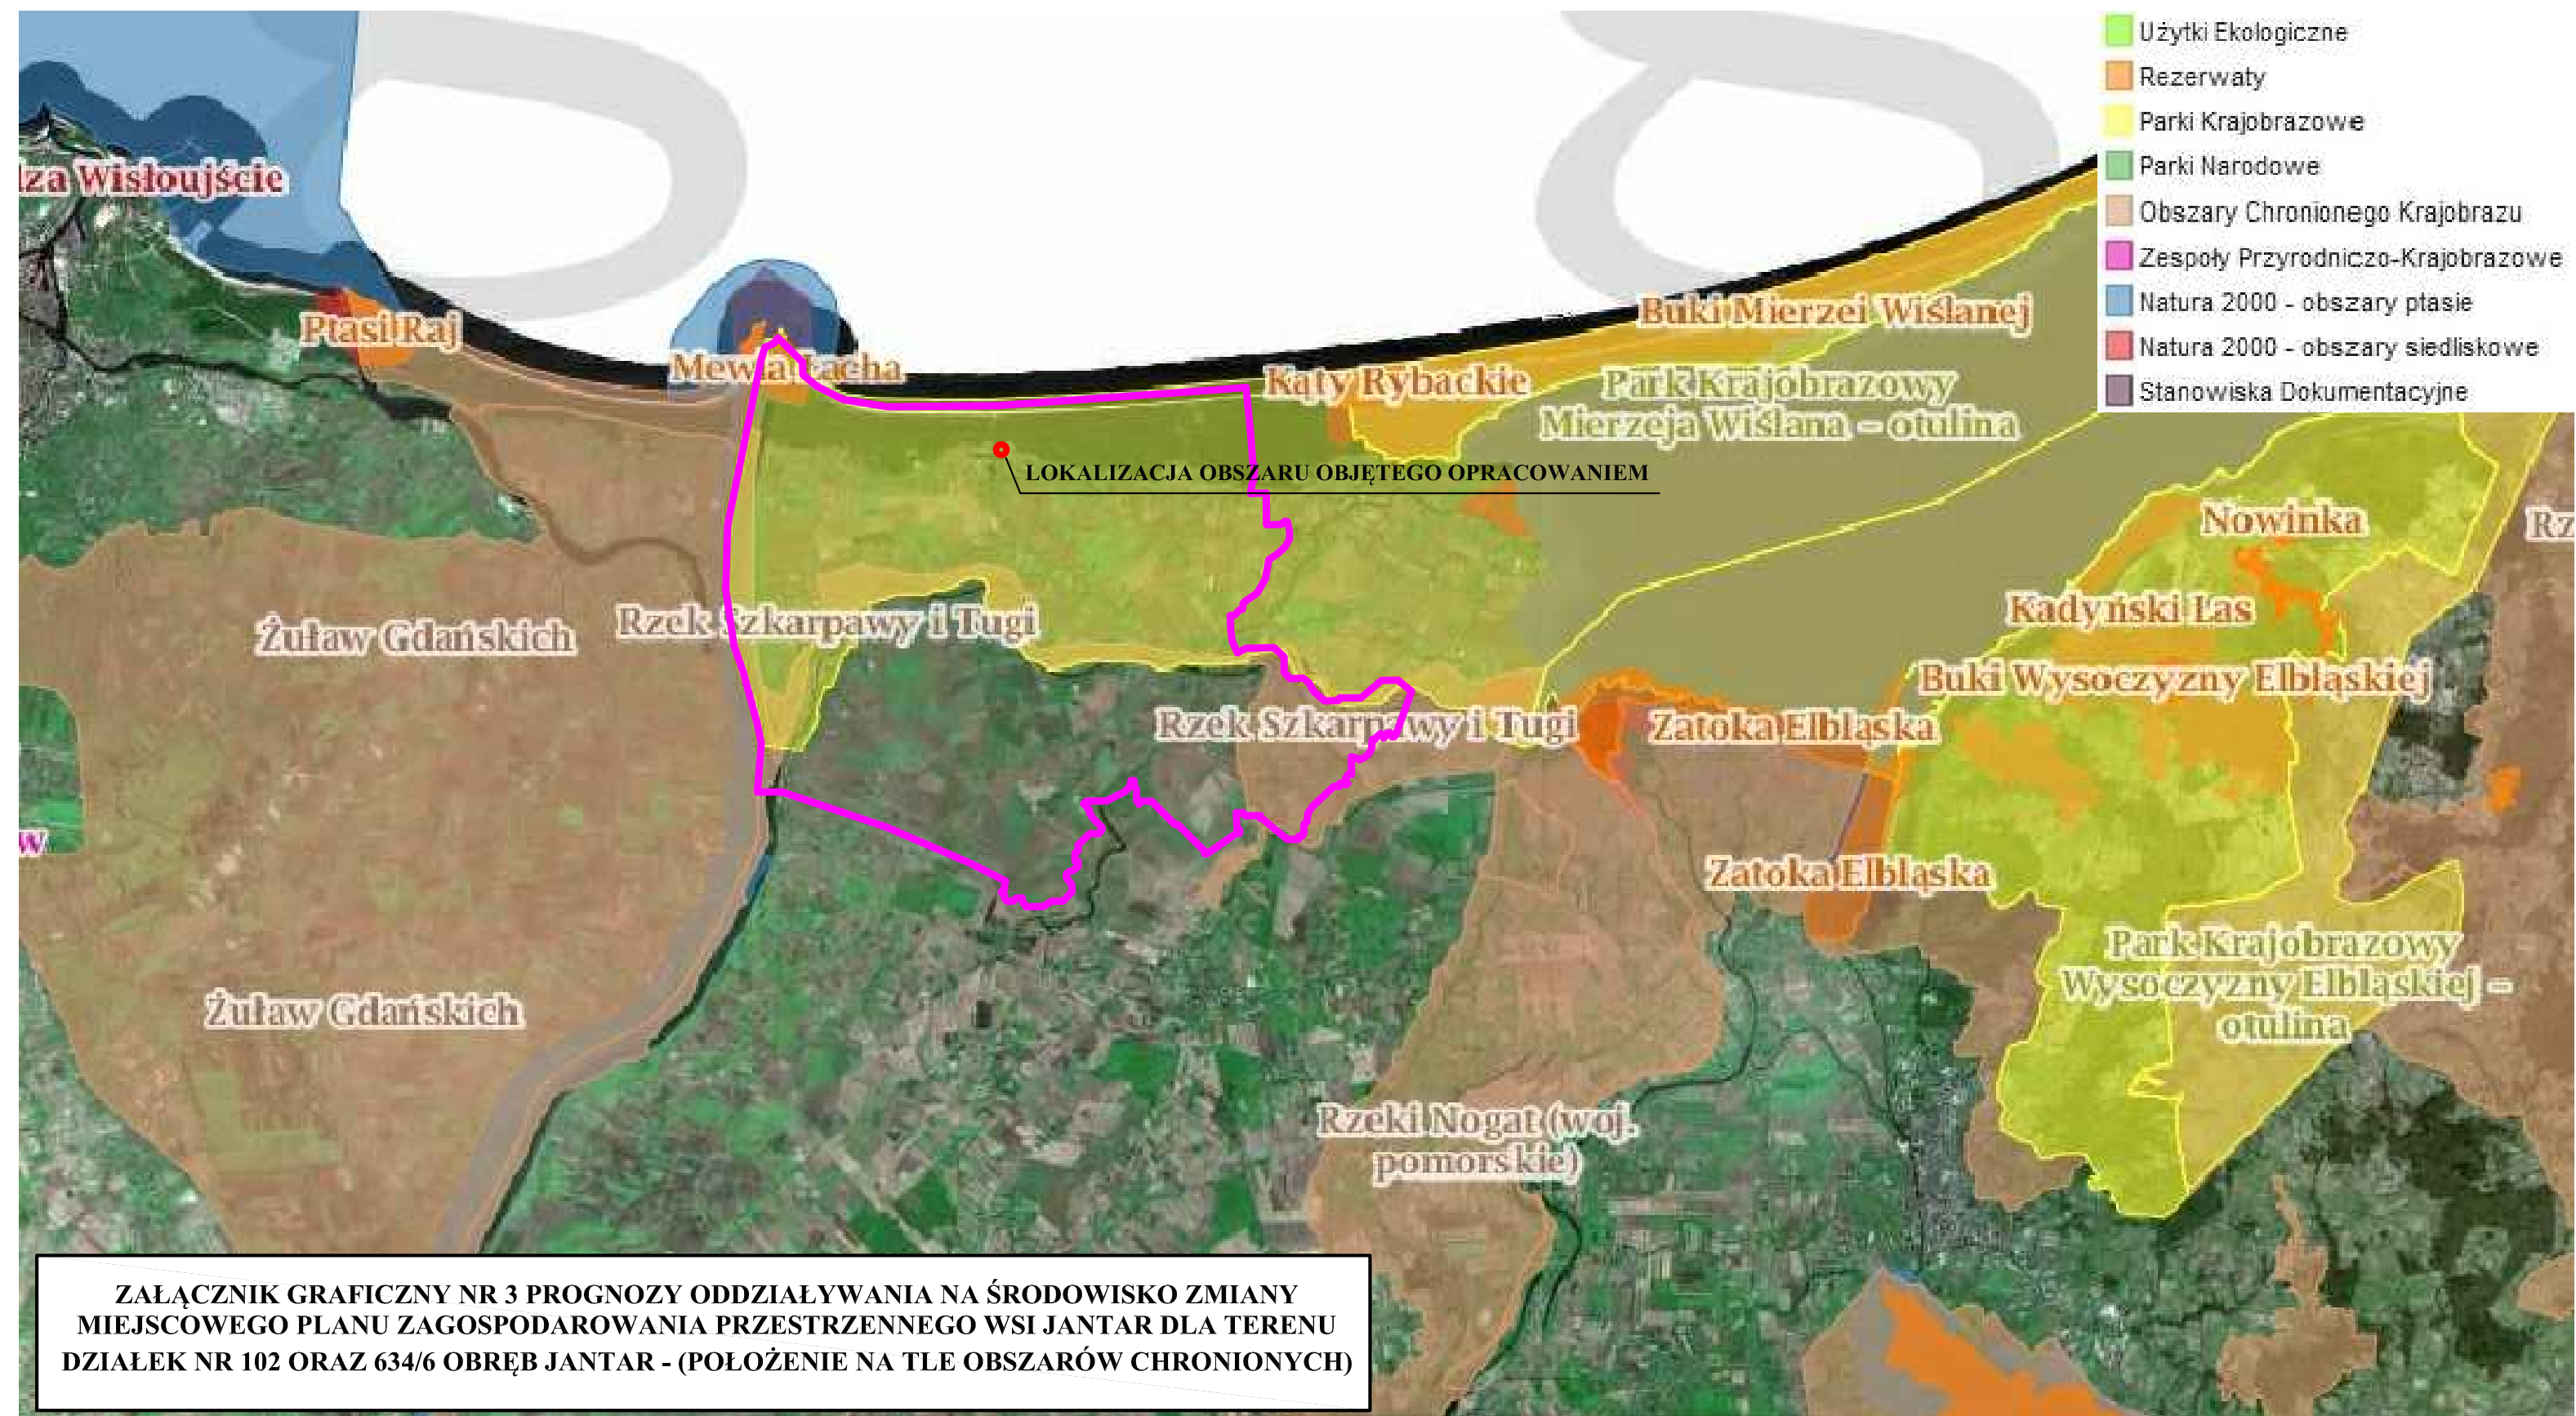 Użytki Ekologiczne
Rezerwaty
Parki Krajobrazowe
Parki Narodowe
Obszary Chronionego Krajobrazu
Zespoły Przyrodniczo-Krajobrazowe
Natura 2000 - obszary ptasie
Natura 2000 - obszary siedliskowe
Stanowiska Dokumentacyjne
Wisłoujście
Ptasi Raj
Mewia Łacha
Kąty Rybackie
Buki Mierzei Wiślanej
Park Krajobrazowy
Mierzeja Wiślana - otulina
LOKALIZACJA OBSZARU OBJĘTEGO OPRACOWANIEM
Nowinka
Rz
Kadyński Las
Żuław Gdańskich
Rzek Szkarpawy i Tugi
Buki Wysoczyzny Elbląskiej
Rzek Szkarpawy i Tugi
Zatoka Elbląska
w
Zatoka Elbląska
Park Krajobrazowy
Wysoczyzny Elbląskiej -
otulina
Żuław Gdańskich
Rzeki Nogat (woj.
pomorskie)
ZAŁĄCZNIK GRAFICZNY NR 3 PROGNOZY ODDZIAŁYWANIA NA ŚRODOWISKO ZMIANY
MIEJSCOWEGO PLANU ZAGOSPODAROWANIA PRZESTRZENNEGO WSI JANTAR DLA TERENU
DZIAŁEK NR 102 ORAZ 634/6 OBRĘB JANTAR - (POŁOŻENIE NA TLE OBSZARÓW CHRONIONYCH)